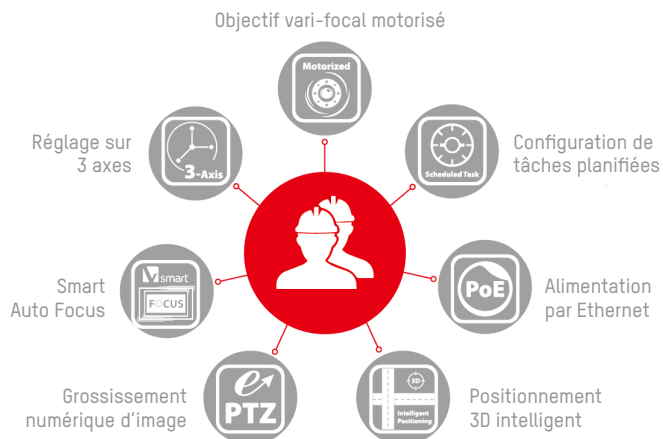 Objectif vari-focal motorisé
Motorized
Réglage sur
3 axes
3-Axis
Configuration de
tâches planifiées
Scheduled Task
Smart
Auto Focus
smart
FOCUS
PoE
Alimentation
par Ethernet
Grossissement
numérique d'image
e
PTZ
3D
Intelligent
Positioning
Positionnement
3D intelligent